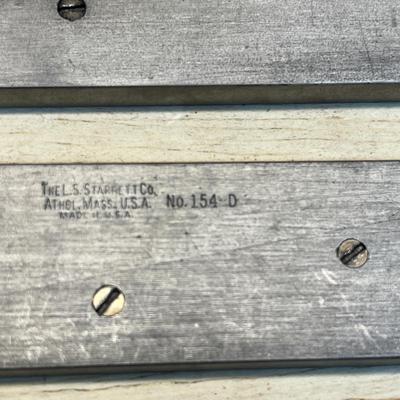 THE L.S. STARRETT CO.
ATHOL, MASS., U.S.A. NO. 154-D
MADE IN U.S.A.